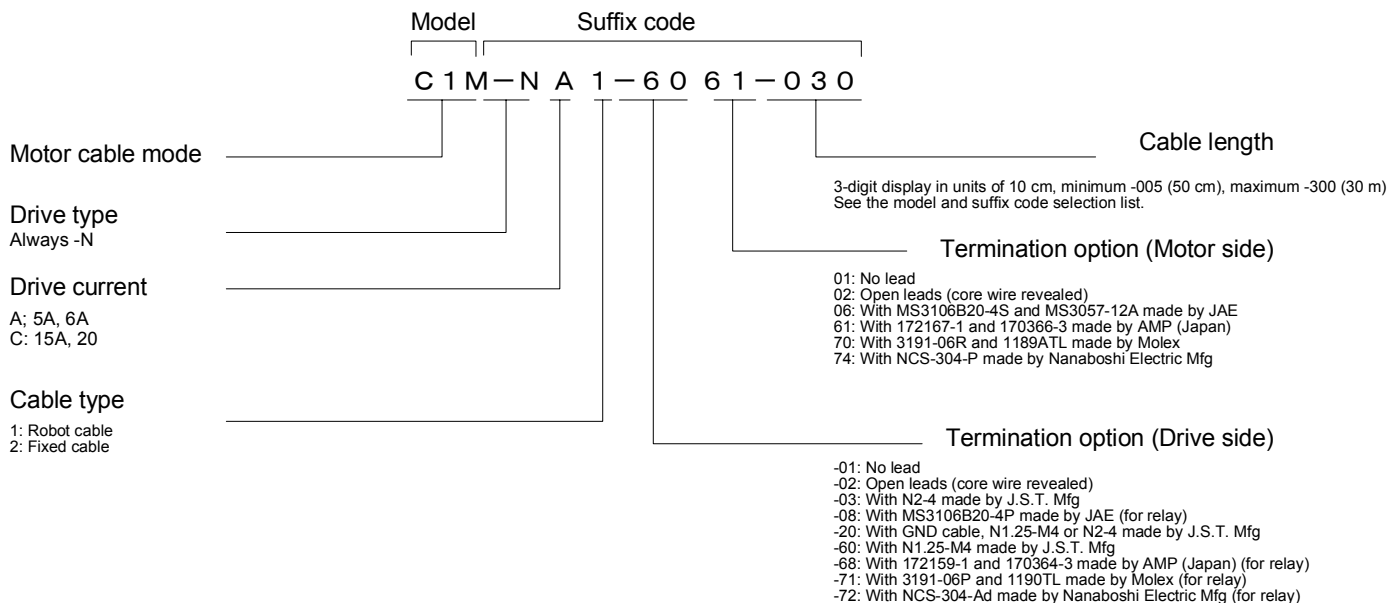 Model Suffix code
C1M-NA1-6061-030
Motor cable mode
Drive type
Always -N
Drive current
A; 5A, 6A
C: 15A, 20
Cable type
1: Robot cable
2: Fixed cable
Cable length
3-digit display in units of 10 cm, minimum -005 (50 cm), maximum -300 (30 m)
See the model and suffix code selection list.
Termination option (Motor side)
01: No lead
02: Open leads (core wire revealed)
06: With MS3106B20-4S and MS3057-12A made by JAE
61: With 172167-1 and 170366-3 made by AMP (Japan)
70: With 3191-06R and 1189ATL made by Molex
74: With NCS-304-P made by Nanaboshi Electric Mfg
Termination option (Drive side)
-01: No lead
-02: Open leads (core wire revealed)
-03: With N2-4 made by J.S.T. Mfg
-08: With MS3106B20-4P made by JAE (for relay)
-20: With GND cable, N1.25-M4 or N2-4 made by J.S.T. Mfg
-60: With N1.25-M4 made by J.S.T. Mfg
-68: With 172159-1 and 170364-3 made by AMP (Japan) (for relay)
-71: With 3191-06P and 1190TL made by Molex (for relay)
-72: With NCS-304-Ad made by Nanaboshi Electric Mfg (for relay)